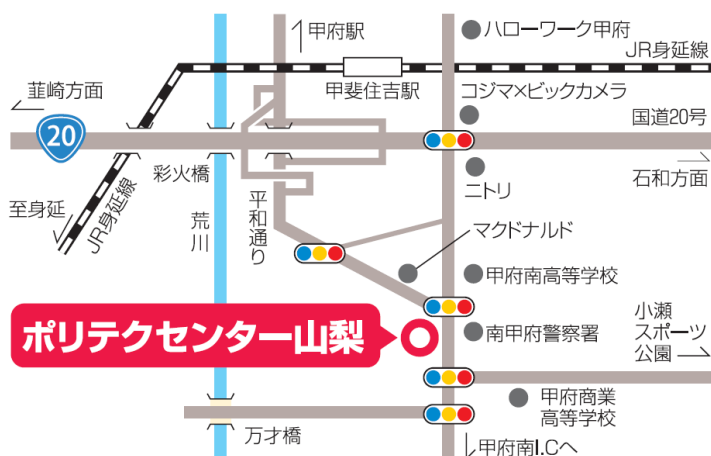 甲府駅
ハローワーク甲府
JR身延線
韮崎方面
甲斐住吉駅
コジマ×ビックカメラ
20
国道20号
彩火橋
ニトリ
石和方面
至身延
JR身延線
荒川
平和通り
マクドナルド
甲府南高等学校
ポリテクセンター山梨
南甲府警察署
小瀬
スポーツ
公園
甲府商業
高等学校
万才橋
甲府南I.Cへ